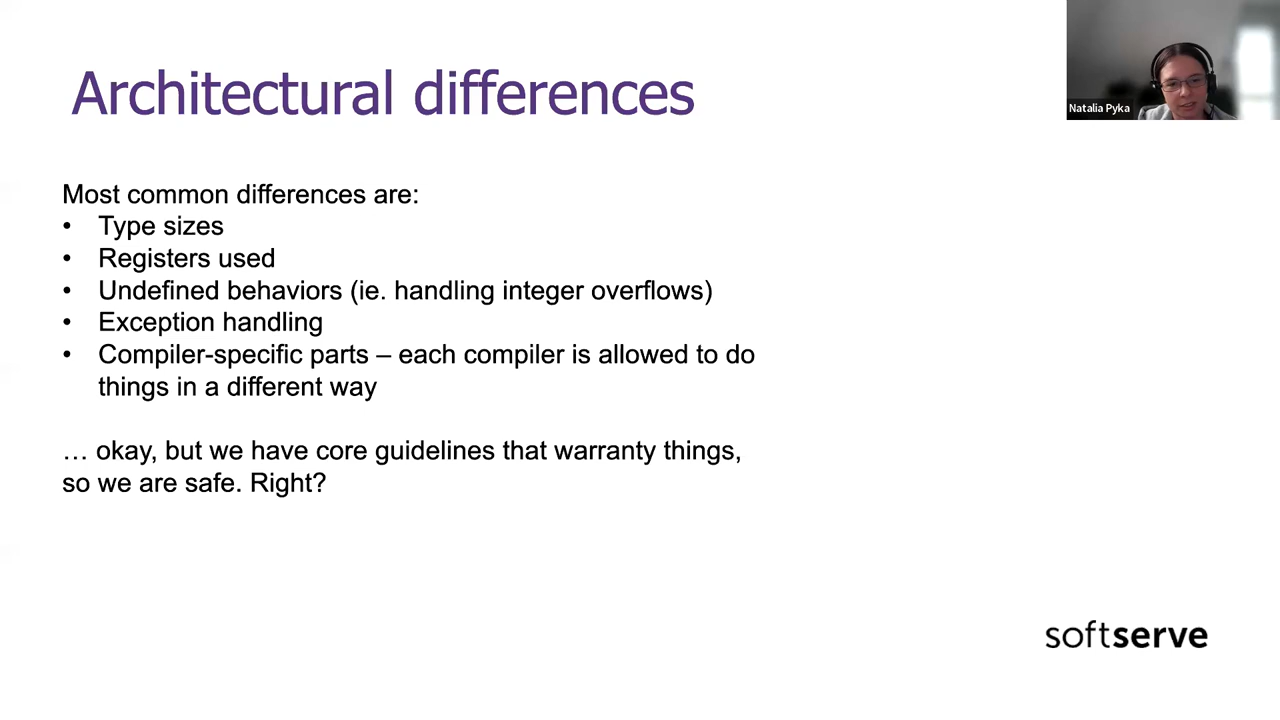 Architectural differences
Natalia Pyka
Most common differences are:
• Type sizes
• Registers used
• Undefined behaviors (ie. handling integer overflows)
• Exception handling
• Compiler-specific parts – each compiler is allowed to do
things in a different way
… okay, but we have core guidelines that warranty things,
so we are safe. Right?
softserve